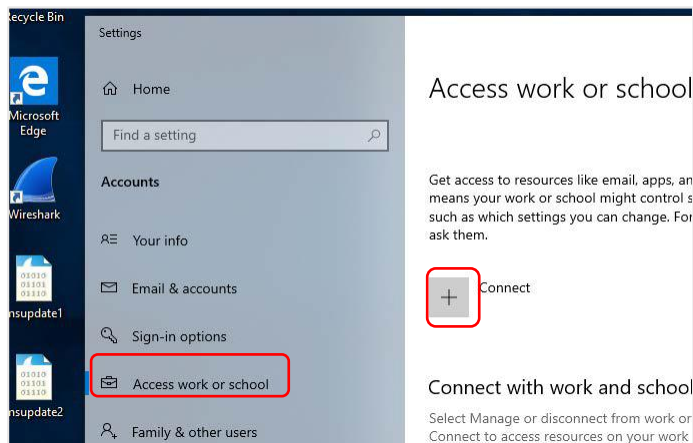 Recycle Bin
Microsoft
Edge
Wireshark
01010
01101
01110
nsupdate1
01010
01101
01110
nsupdate2
Settings
Home
Find a setting
Accounts
Your info
Email & accounts
Sign-in options
Access work or school
Family & other users
Access work or school
Get access to resources like email, apps, an
means your work or school might control s
such as which settings you can change. For
ask them.
Connect
Connect with work and school
Select Manage or disconnect from work or
Connect to access resources on your work